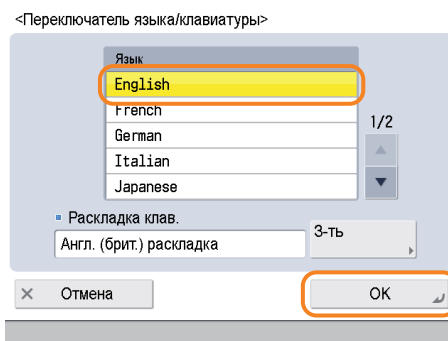 <Переключатель языка/клавиатуры>
Язык
English
French
German
Italian
Japanese
1/2
Раскладка клав.
Англ. (брит.) раскладка
З-ть
Отмена
OK